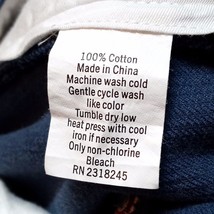 100% Cotton
Made in China
Machine wash cold
Gentle cycle wash
like color
Tumble dry low
heat press with cool
iron if necessary
Only non-chlorine
Bleach
RN 2318245